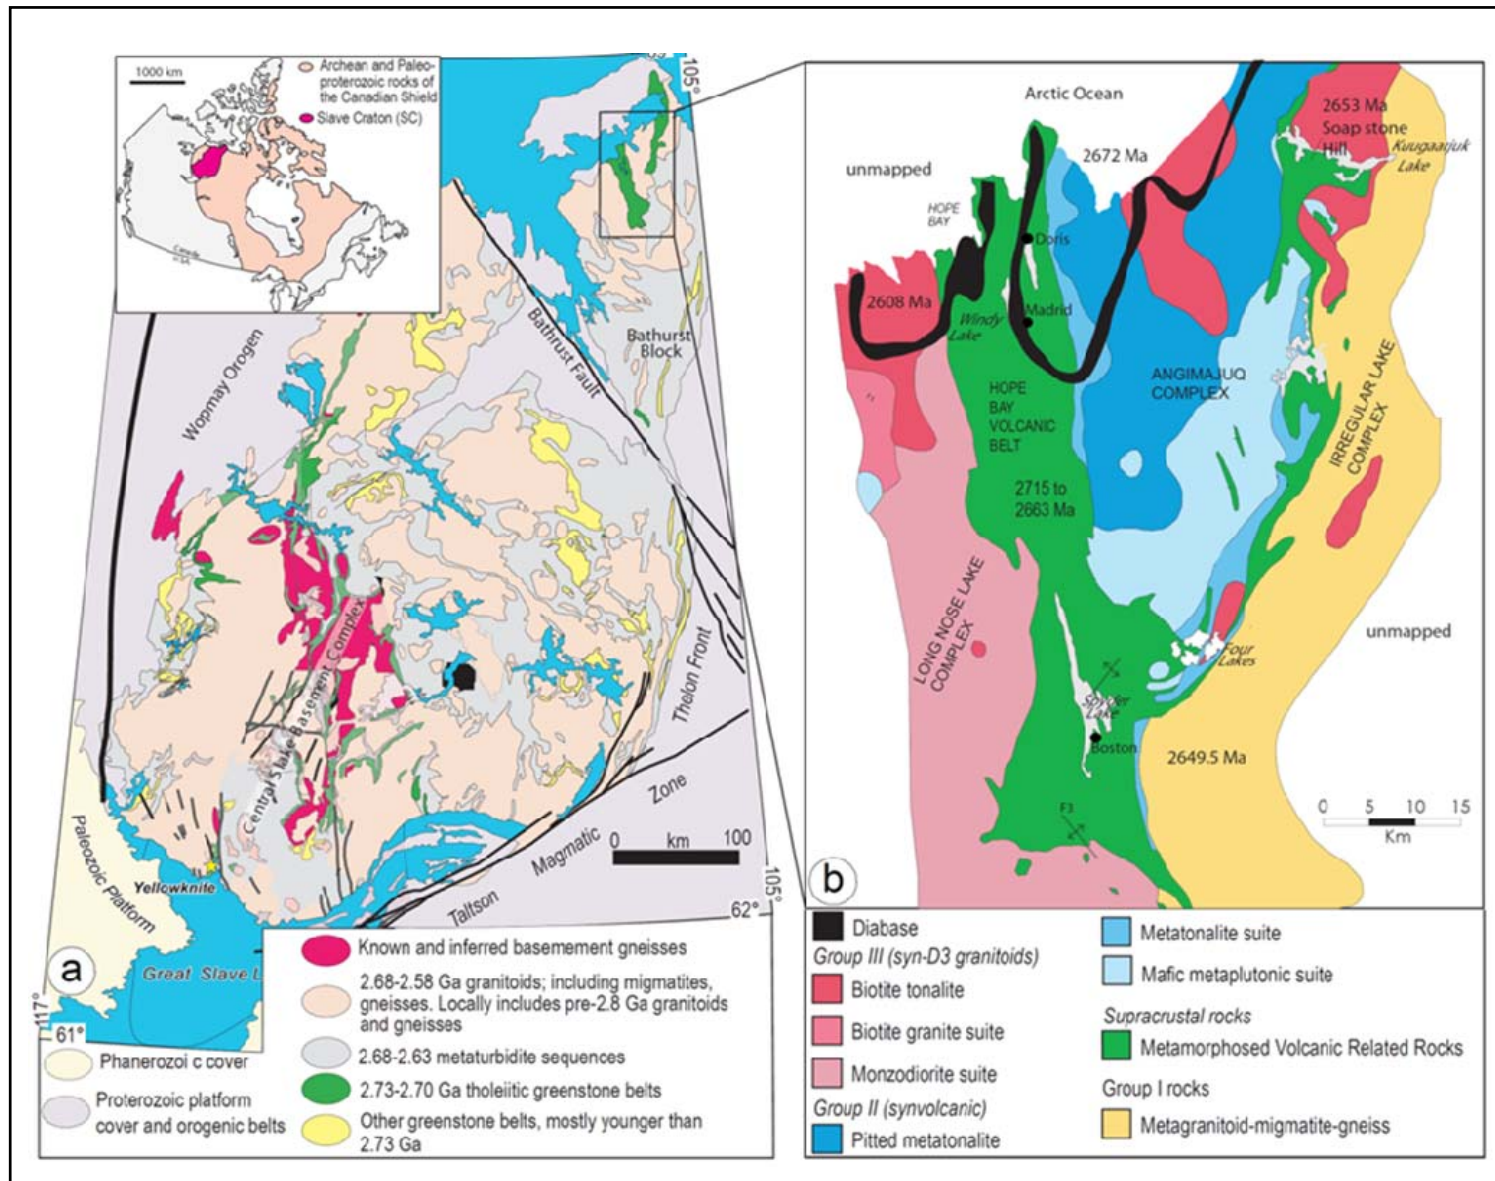 1000 km
Archean and Paleo-
proterozoic rocks of
the Canadian Shield
Slave Craton (SC)
105°
Wopmay Orogen
Bathrust Fault
Bathurst
Block
Central Slake Basement Complex
Thelon Front
Paleozoic Platform
Yellowknife
Great Slave L
Taltson
Magmatic
Zone
0 km 100
105°
62°
117°
61°
a
Known and inferred basemement gneisses
2.68-2.58 Ga granitoids; including migmatites,
gneisses. Locally includes pre-2.8 Ga granitoids
and gneisses
2.68-2.63 metaturbidite sequences
2.73-2.70 Ga tholeiitic greenstone belts
Other greenstone belts, mostly younger than
2.73 Ga
Phanerozoi c cover
Proterozoic platform
cover and orogenic belts
Arctic Ocean
unmapped
2672 Ma
2653 Ma
Soap stone
Hill
Kuugaarjuk
Lake
HOPE
BAY
Doris
2608 Ma
Madrid
Windy
Lake
ANGIMAJUQ
COMPLEX
HOPE
BAY
VOLCANIC
BELT
IRREGULAR LAKE
COMPLEX
2715 to
2663 Ma
LONG NOSE LAKE
COMPLEX
unmapped
Four
Lakes
Spyder
Lake
Boston
2649.5 Ma
F3
0 5 10 15
Km
b
Diabase
Group III (syn-D3 granitoids)
Biotite tonalite
Biotite granite suite
Monzodiorite suite
Group II (synvolcanic)
Pitted metatonalite
Metatonalite suite
Mafic metaplutonic suite
Supracrustal rocks
Metamorphosed Volcanic Related Rocks
Group I rocks
Metagranitoid-migmatite-gneiss